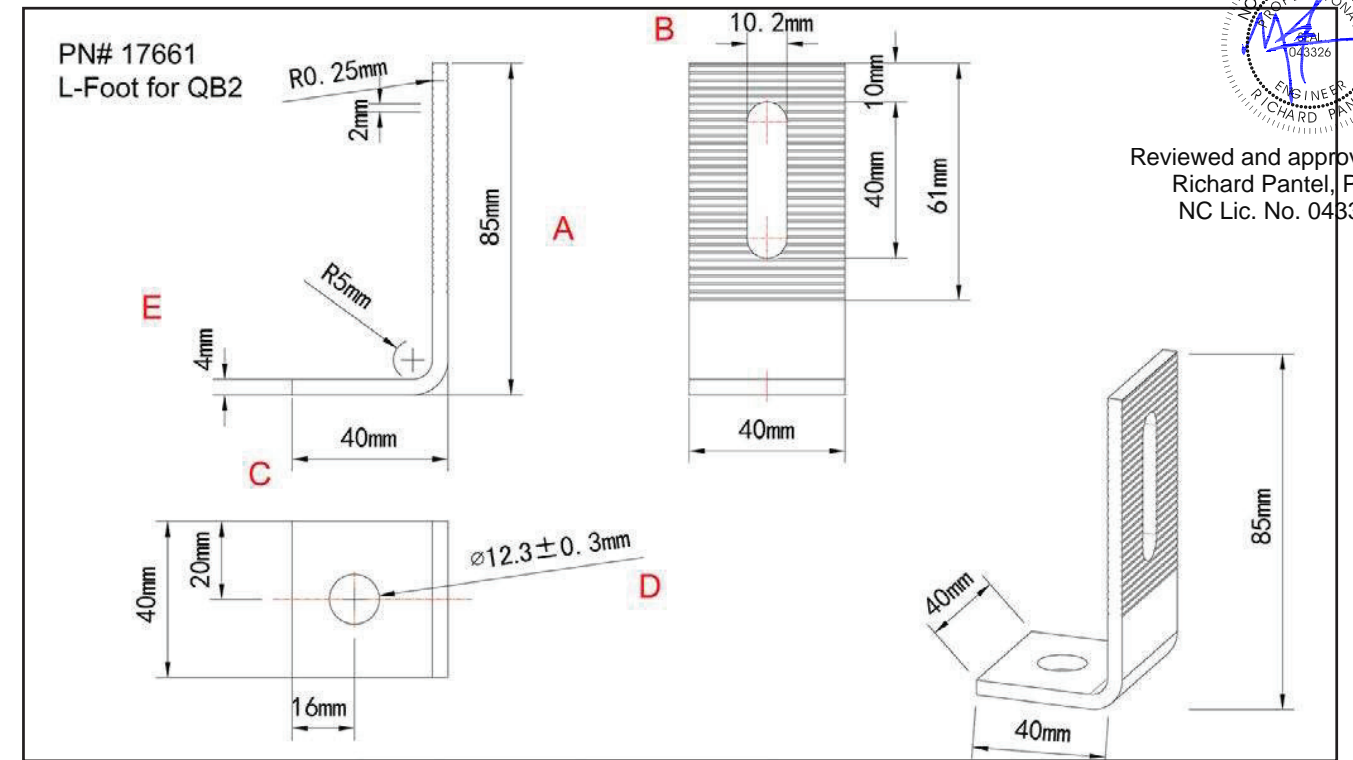 PN# 17661
L-Foot for QB2
R0. 25mm
2mm
85mm
A
R5mm
E
4mm
40mm
C
B
10. 2mm
10mm
40mm
61mm
40mm
SEAL
043326
ENGINEER
RICHARD
Reviewed and approv
Richard Pantel, P
NC Lic. No. 043
40mm
20mm
⌀12.3±0. 3mm
D
16mm
85mm
40mm
40mm